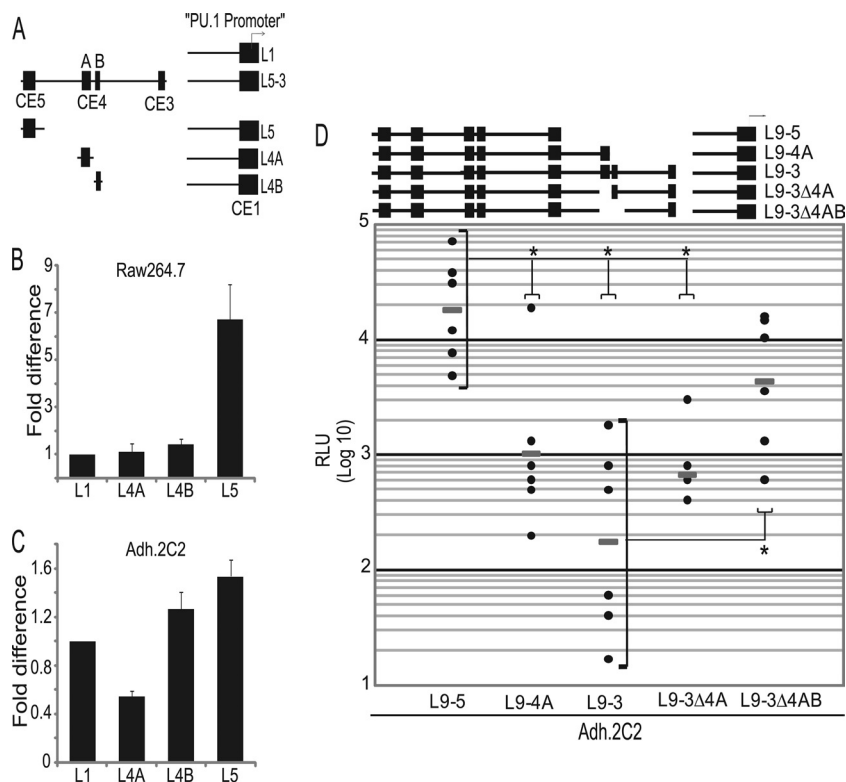 A
"PU.1 Promoter"
L1
A B
L5-3
CE5 CE4 CE3
L5
L4A
L4B
CE1
B
Raw264.7
Fold difference
9
7
5
3
1
L1 L4A L4B L5
C
Adh.2C2
Fold difference
1.6
1.2
0.8
0.4
0
L1 L4A L4B L5
D
L9-5
L9-4A
L9-3
L9-3Δ4A
L9-3Δ4AB
5
4
3
2
1
RLU
(Log 10)
* * *
*
L9-5 L9-4A L9-3 L9-3Δ4A L9-3Δ4AB
Adh.2C2